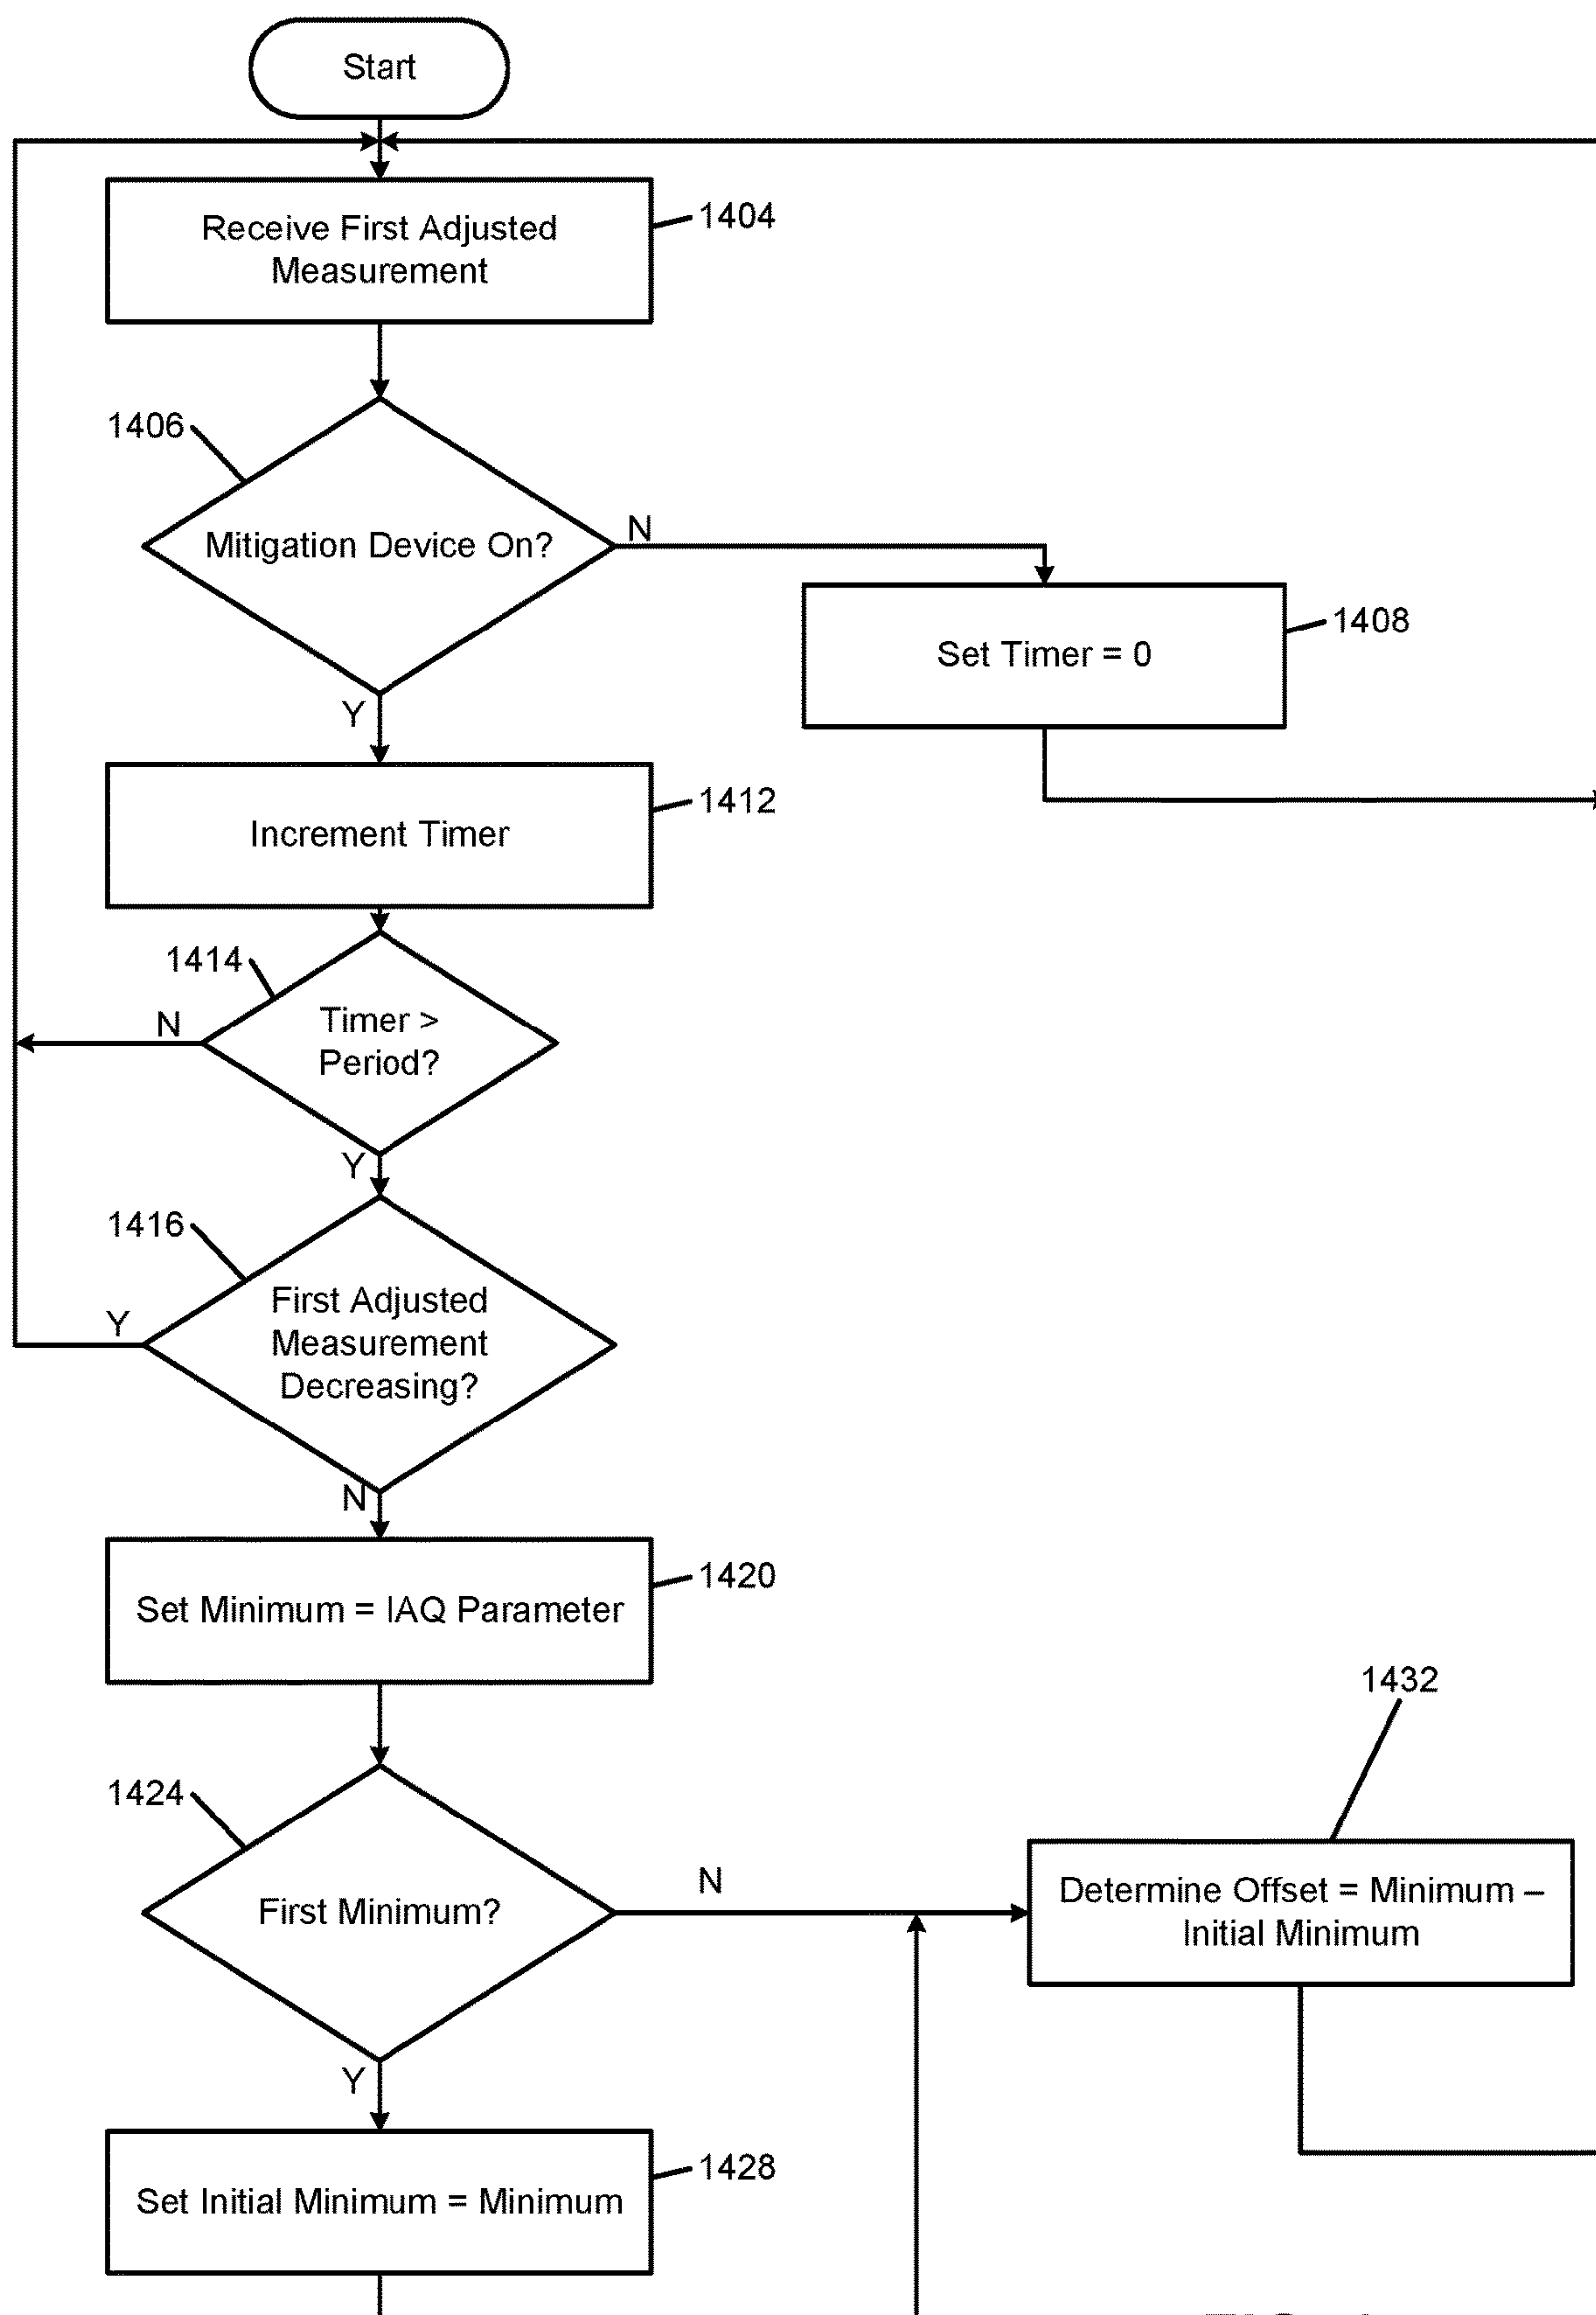 Start
Receive First Adjusted
Measurement
1404
1406
Mitigation Device On?
N
Y
Set Timer = 0
1408
Increment Timer
1412
1414
Timer >
Period?
N
Y
1416
First Adjusted
Measurement
Decreasing?
Y
N
Set Minimum = IAQ Parameter
1420
1424
First Minimum?
N
Y
1432
Determine Offset = Minimum –
Initial Minimum
Set Initial Minimum = Minimum
1428